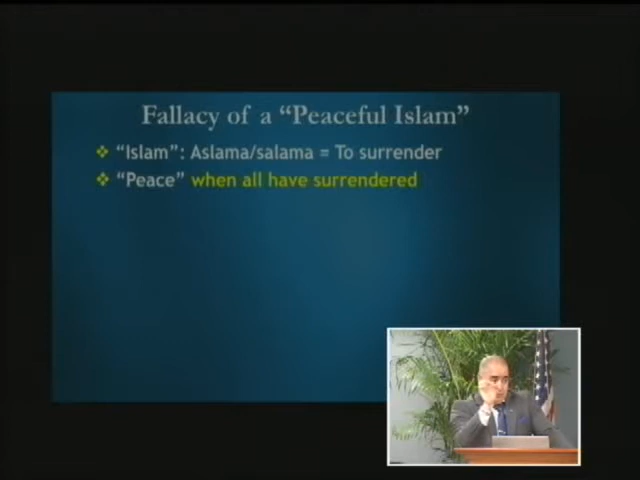 Fallacy of a “Peaceful Islam”
“Islam”: Aslama/salama = To surrender
“Peace” when all have surrendered